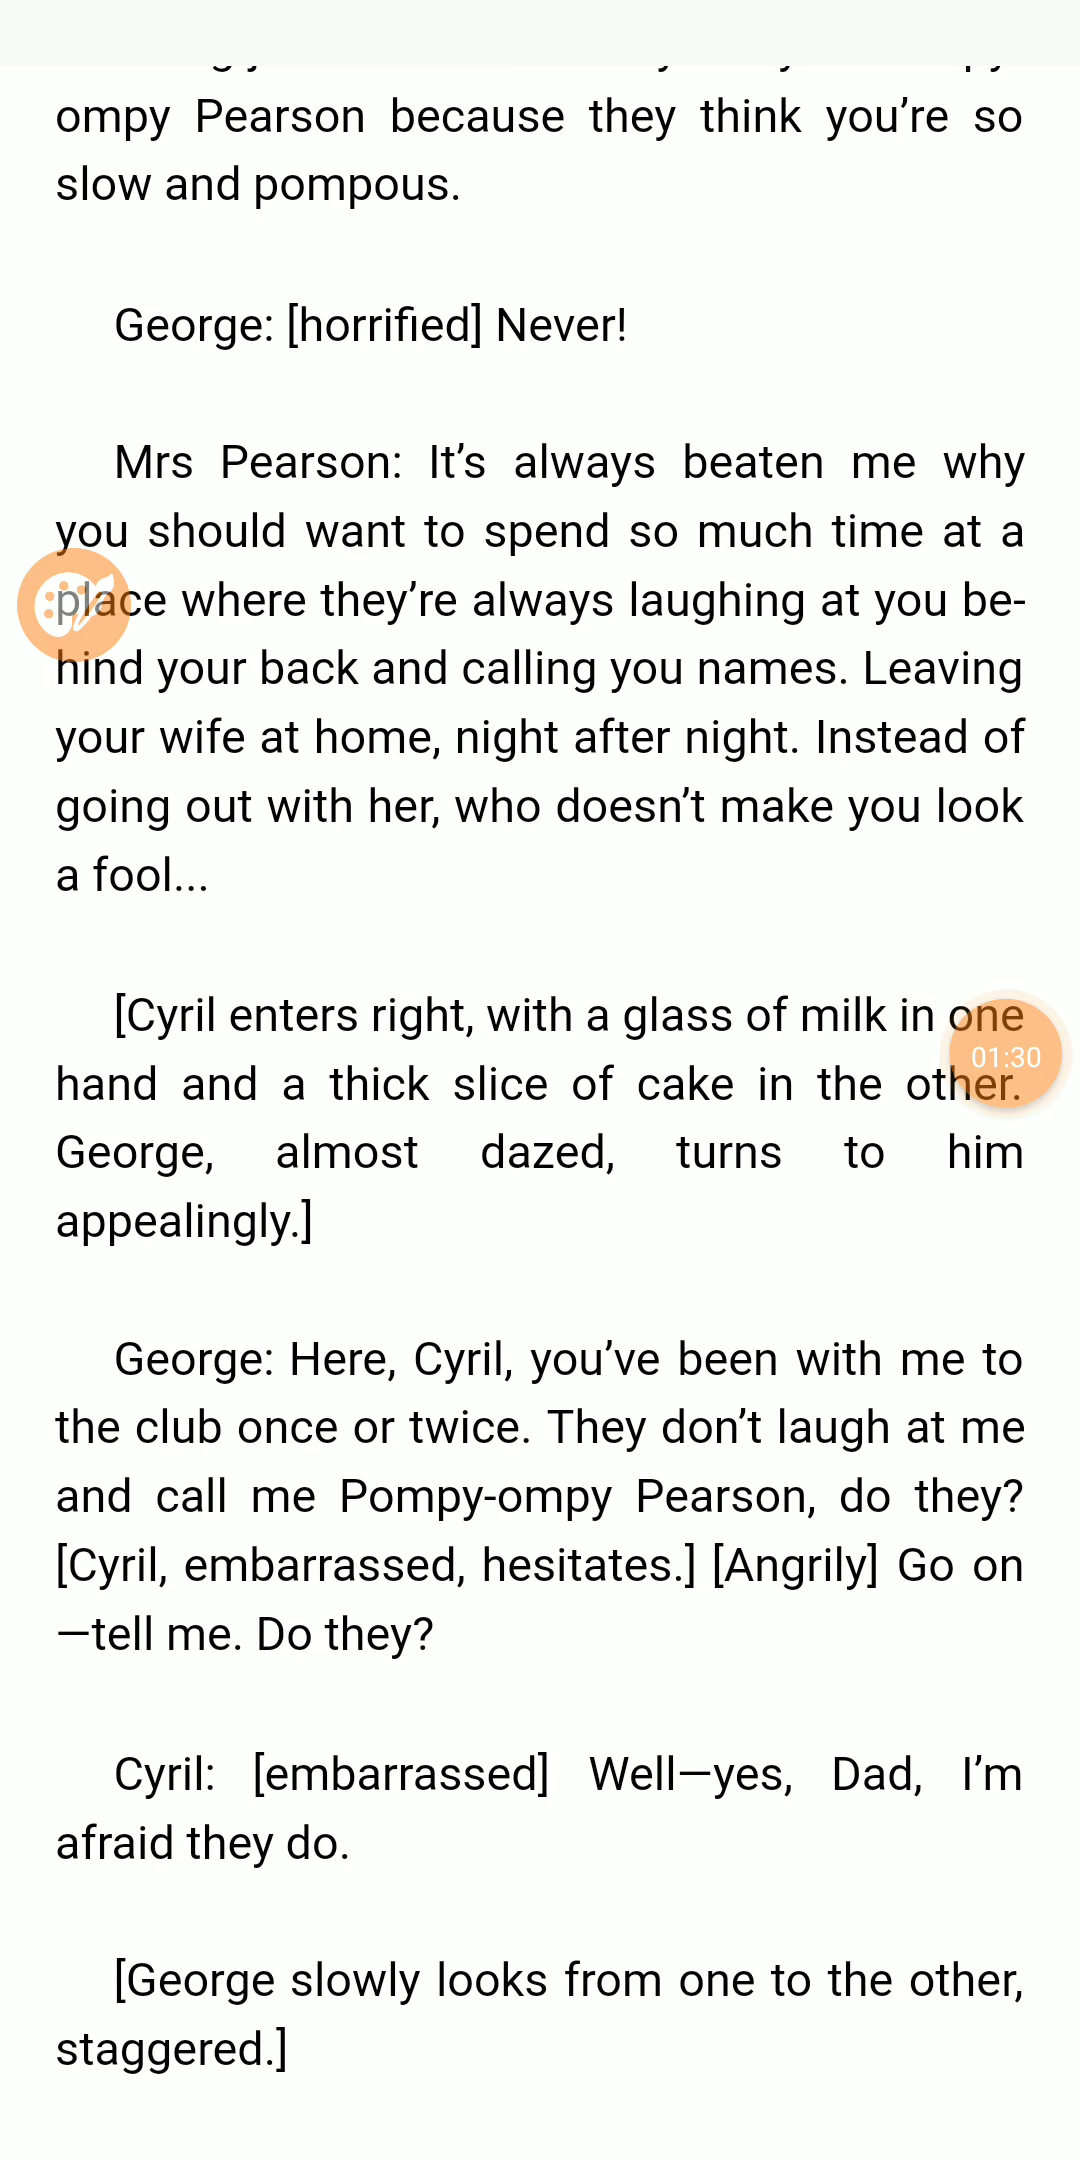 ompy Pearson because they think you’re so
slow and pompous.
George: [horrified] Never!
Mrs Pearson: It’s always beaten me why
you should want to spend so much time at a
place where they’re always laughing at you be-
hind your back and calling you names. Leaving
your wife at home, night after night. Instead of
going out with her, who doesn’t make you look
a fool...
[Cyril enters right, with a glass of milk in one
01:30
hand and a thick slice of cake in the other.
George, almost dazed, turns to him
appealingly.]
George: Here, Cyril, you’ve been with me to
the club once or twice. They don’t laugh at me
and call me Pompy-ompy Pearson, do they?
[Cyril, embarrassed, hesitates.] [Angrily] Go on
—tell me. Do they?
Cyril: [embarrassed] Well—yes, Dad, I’m
afraid they do.
[George slowly looks from one to the other,
staggered.]